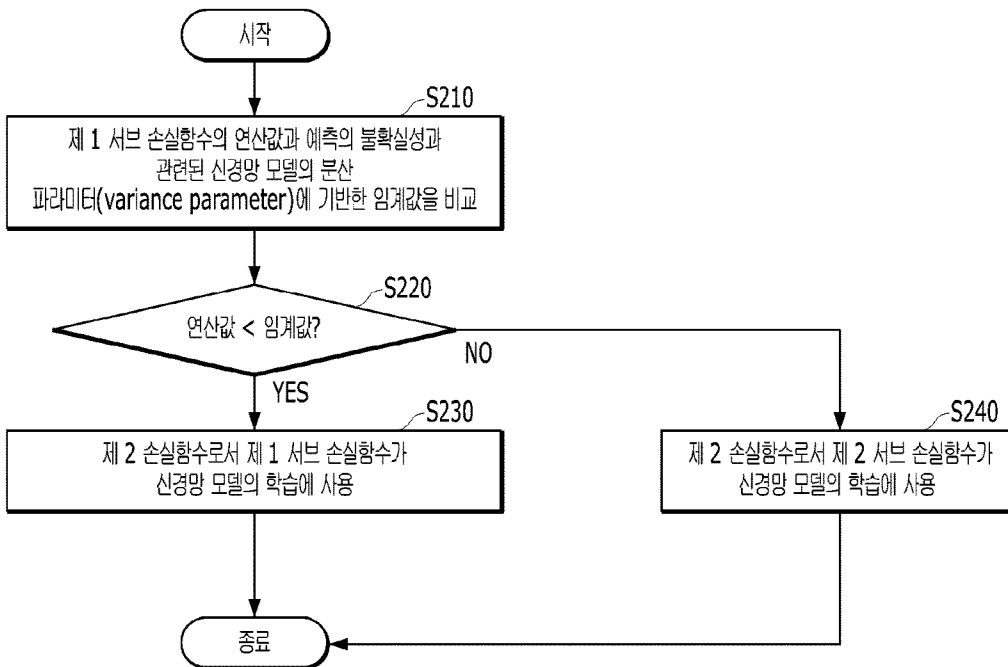 시작
S210
제 1 서브 손실함수의 연산값과 예측의 불확실성과
관련된 신경망 모델의 분산
파라미터(variance parameter)에 기반한 임계값을 비교
S220
연산값 < 임계값?
NO
YES
S230
제 2 손실함수로서 제 1 서브 손실함수가
신경망 모델의 학습에 사용
S240
제 2 손실함수로서 제 2 서브 손실함수가
신경망 모델의 학습에 사용
종료